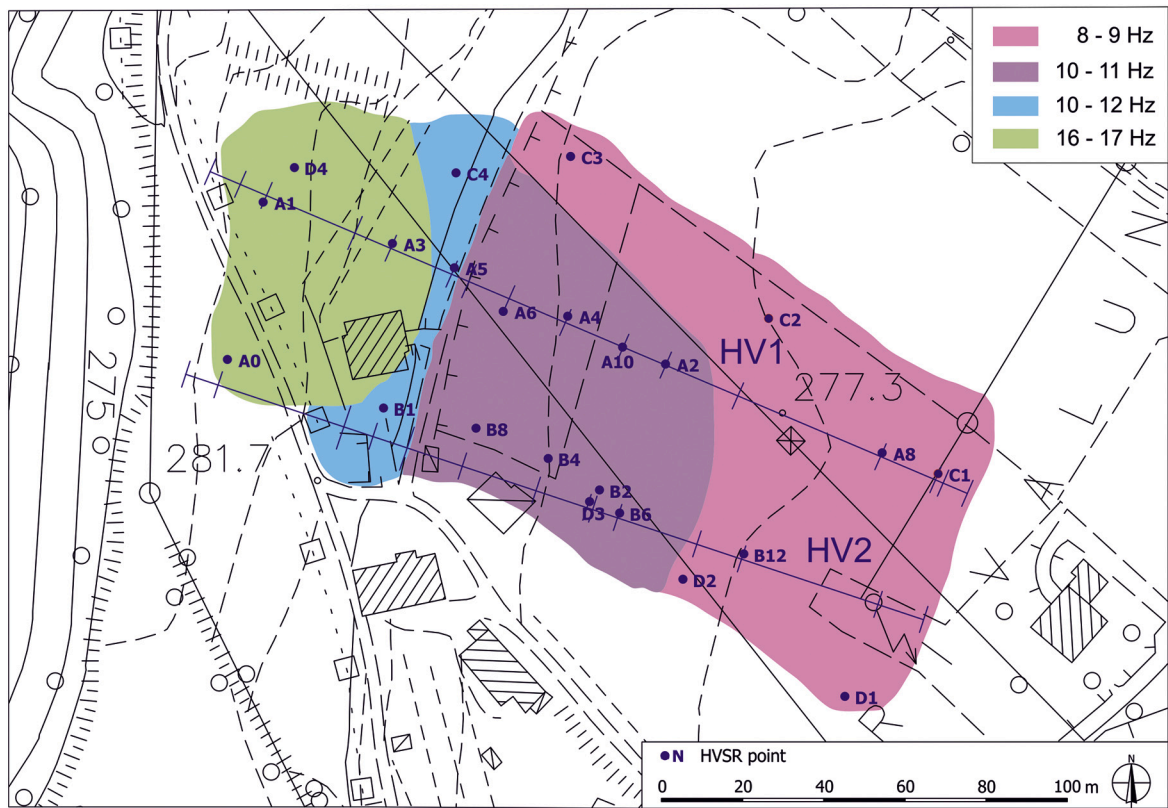 8 - 9 Hz
10 - 11 Hz
10 - 12 Hz
16 - 17 Hz
C3
D4
C4
A1
A3
A5
A6
A4
C2
A10
A2
HV1
A0
277.3
275
B1
B8
281.7
B4
A8
C1
B2
D3
B6
HV2
B12
D2
D1
N
U
L
A
V
R
N HVSR point
0 20 40 60 80 100 m
N